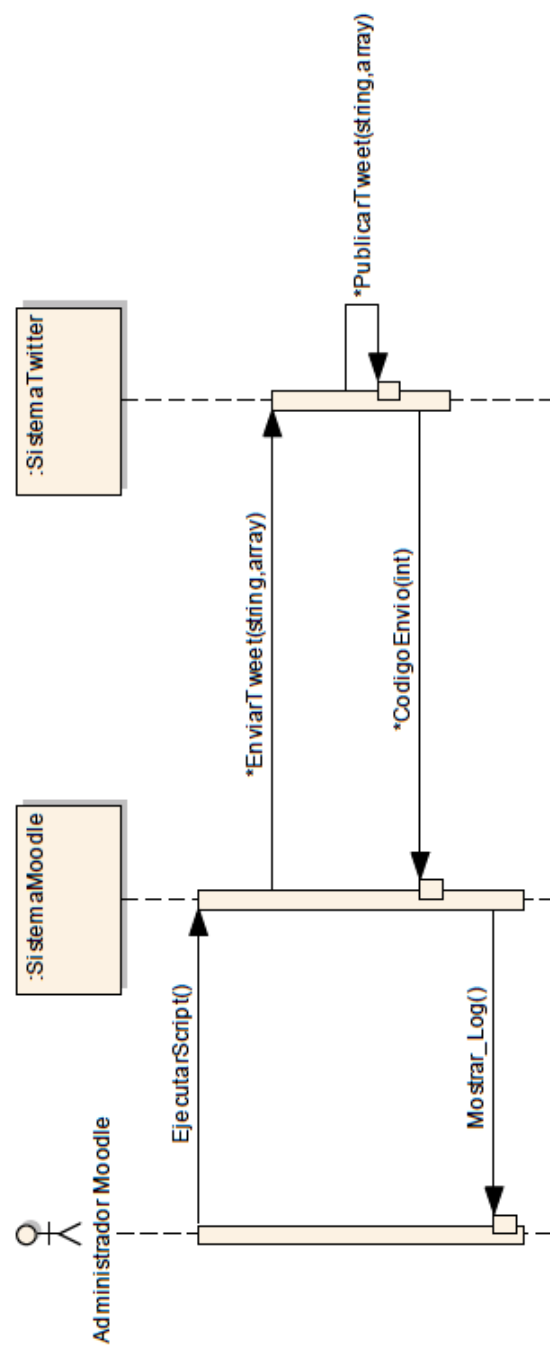 Administrador Moodle
:SistemaMoodle
:SistemaTwitter
EjecutarScript()
*EnviarTweet(string,array)
*PublicarTweet(string,array)
*CodigoEnvio(int)
Mostrar_Log()